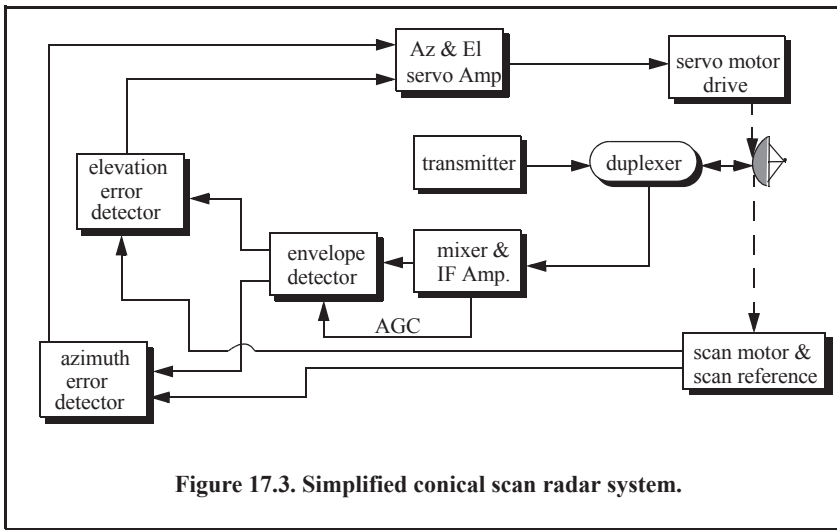 Az & El
servo Amp
servo motor
drive
transmitter
duplexer
elevation
error
detector
envelope
detector
mixer &
IF Amp.
AGC
azimuth
error
detector
scan motor &
scan reference
Figure 17.3. Simplified conical scan radar system.